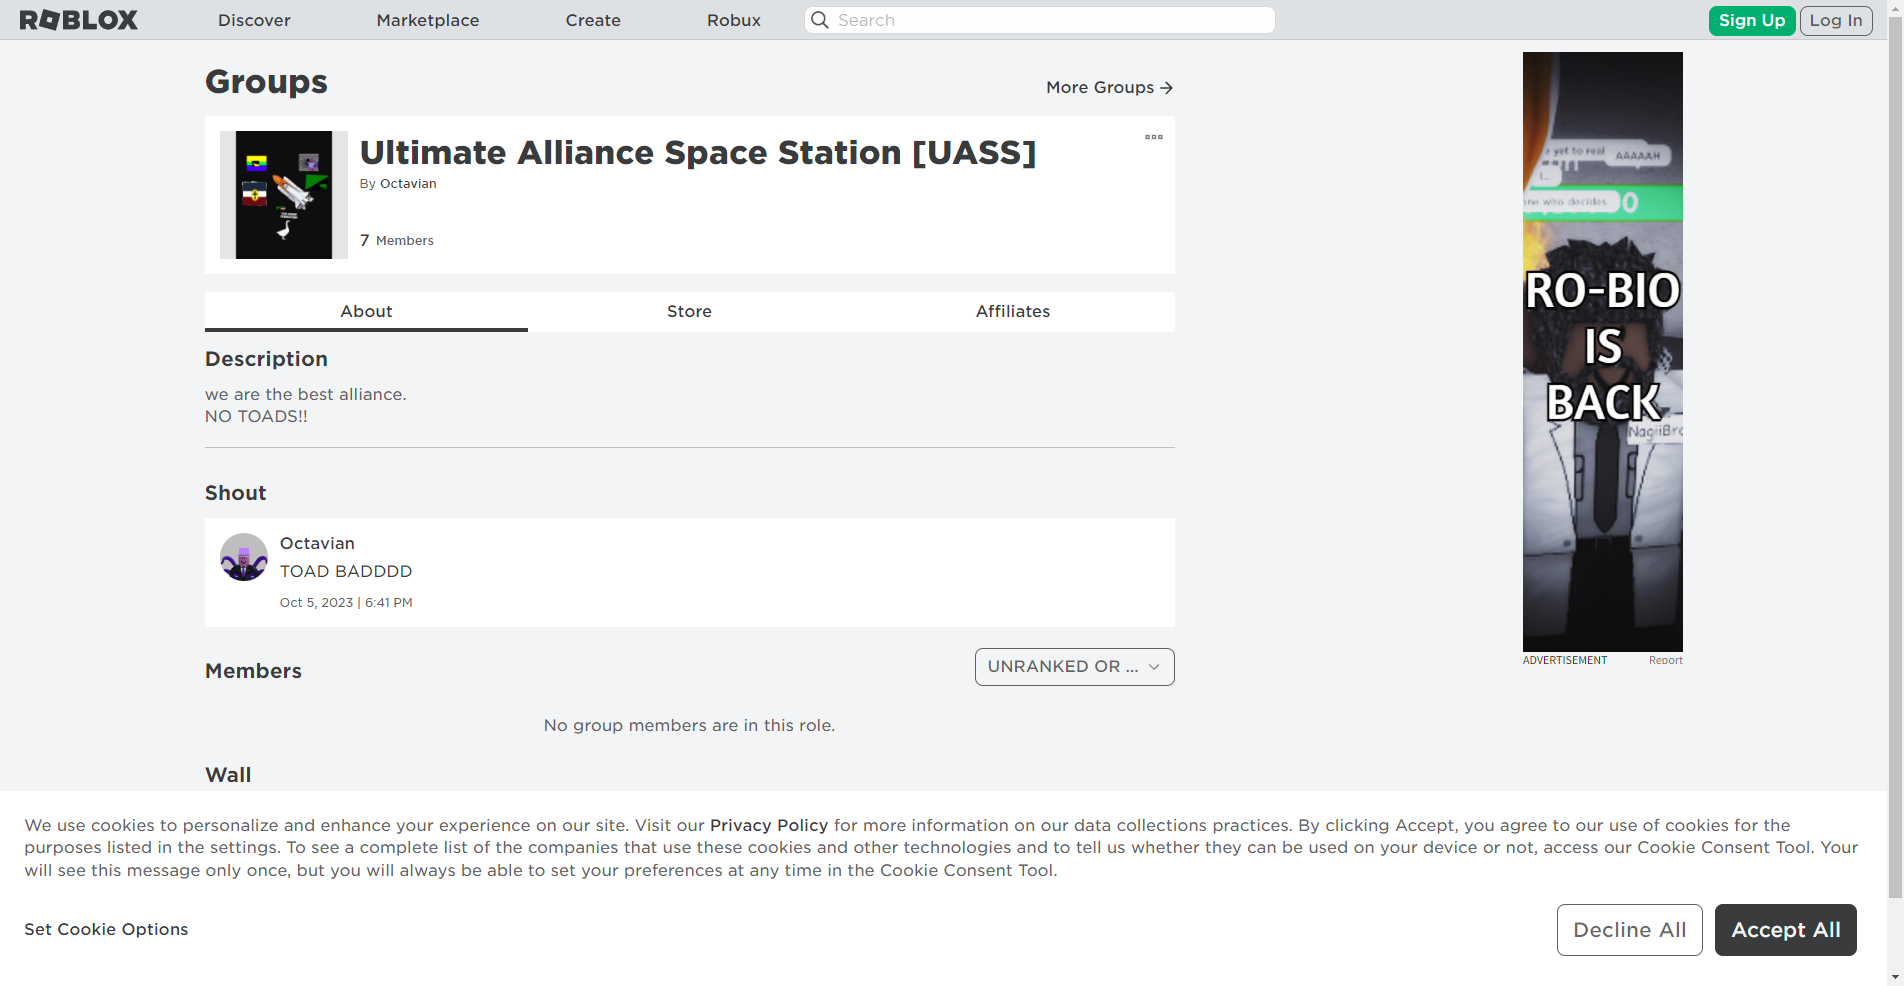 ROBLOX
Discover
Marketplace
Create
Robux
Search
Sign Up
Log In
Groups
More Groups
Ultimate Alliance Space Station [UASS]
By Octavian
7 Members
About
Store
Affiliates
Description
we are the best alliance.
NO TOADS!!
Shout
Octavian
TOAD BADDDD
Oct 5, 2023 | 6:41 PM
Members
UNRANKED OR ...
No group members are in this role.
Wall
yet to real
AAAAAH
one who decides.
RO-BIO
IS
BACK
NagiiBro
ADVERTISEMENT
Report
We use cookies to personalize and enhance your experience on our site. Visit our Privacy Policy for more information on our data collections practices. By clicking Accept, you agree to our use of cookies for the
purposes listed in the settings. To see a complete list of the companies that use these cookies and other technologies and to tell us whether they can be used on your device or not, access our Cookie Consent Tool. Your
will see this message only once, but you will always be able to set your preferences at any time in the Cookie Consent Tool.
Set Cookie Options
Decline All
Accept All